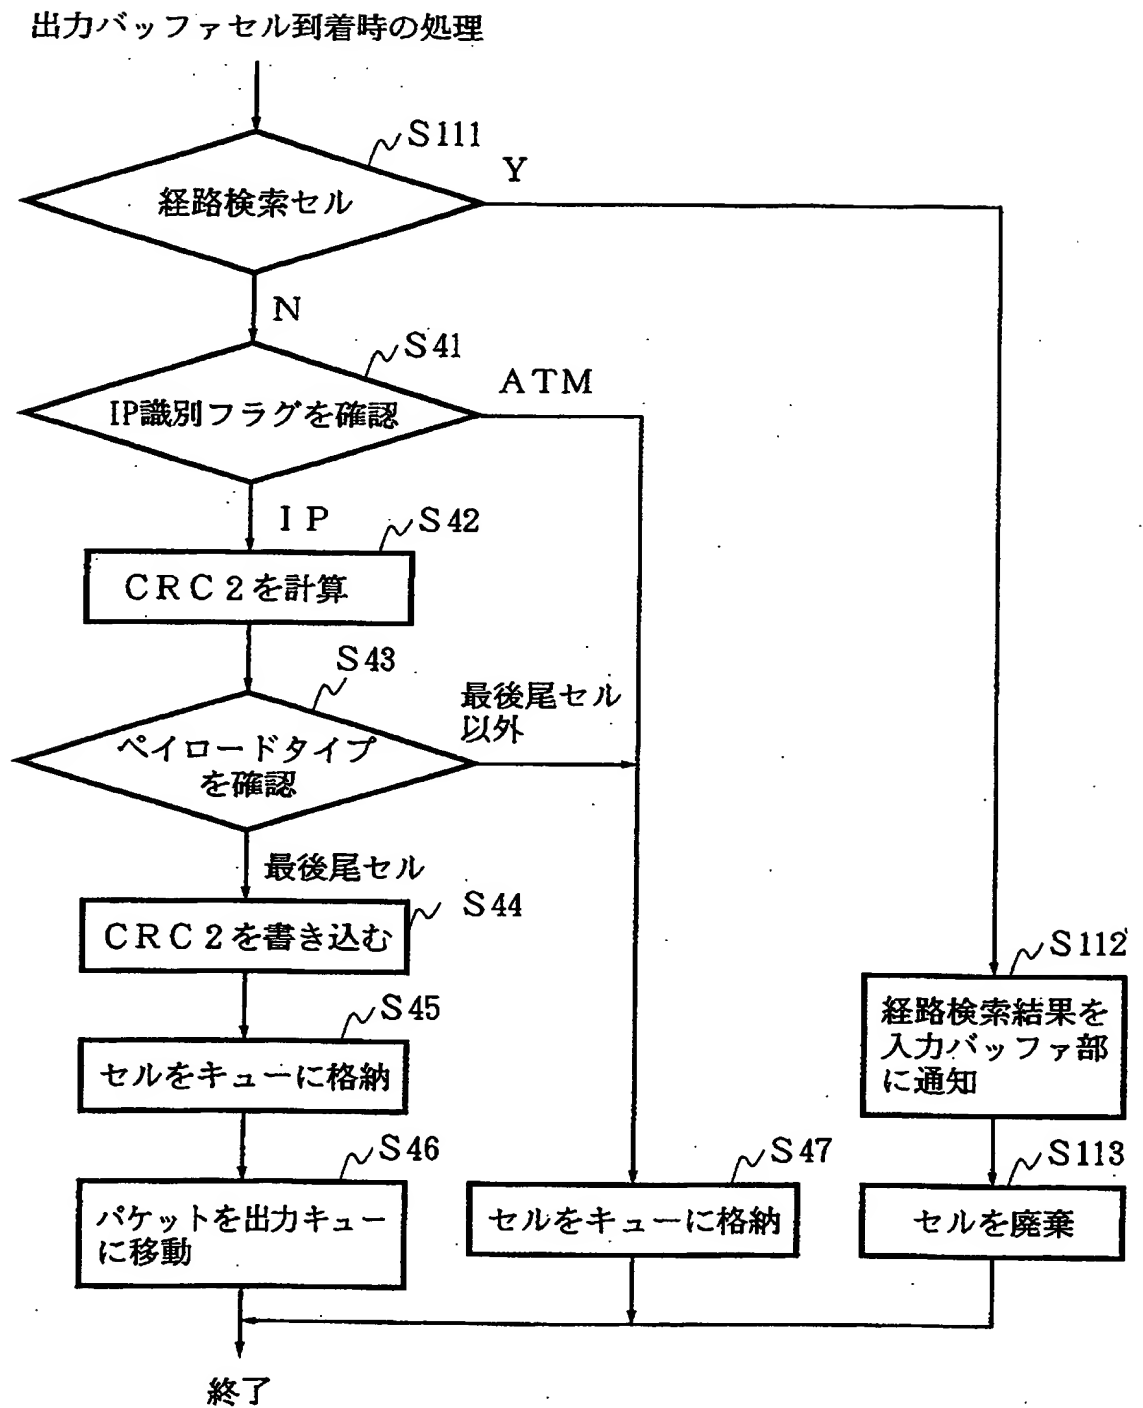 出力バッファセル到着時の処理
S111
Y
経路検索セル
N
S41
ATM
IP識別フラグを確認
IP
S42
CRC2を計算
S43
最後尾セル
以外
ペイロードタイプ
を確認
最後尾セル
S44
CRC2を書き込む
S112
経路検索結果を
入力バッファ部
に通知
S45
セルをキューに格納
S46
パケットを出力キュー
に移動
S47
セルをキューに格納
S113
セルを廃棄
終了